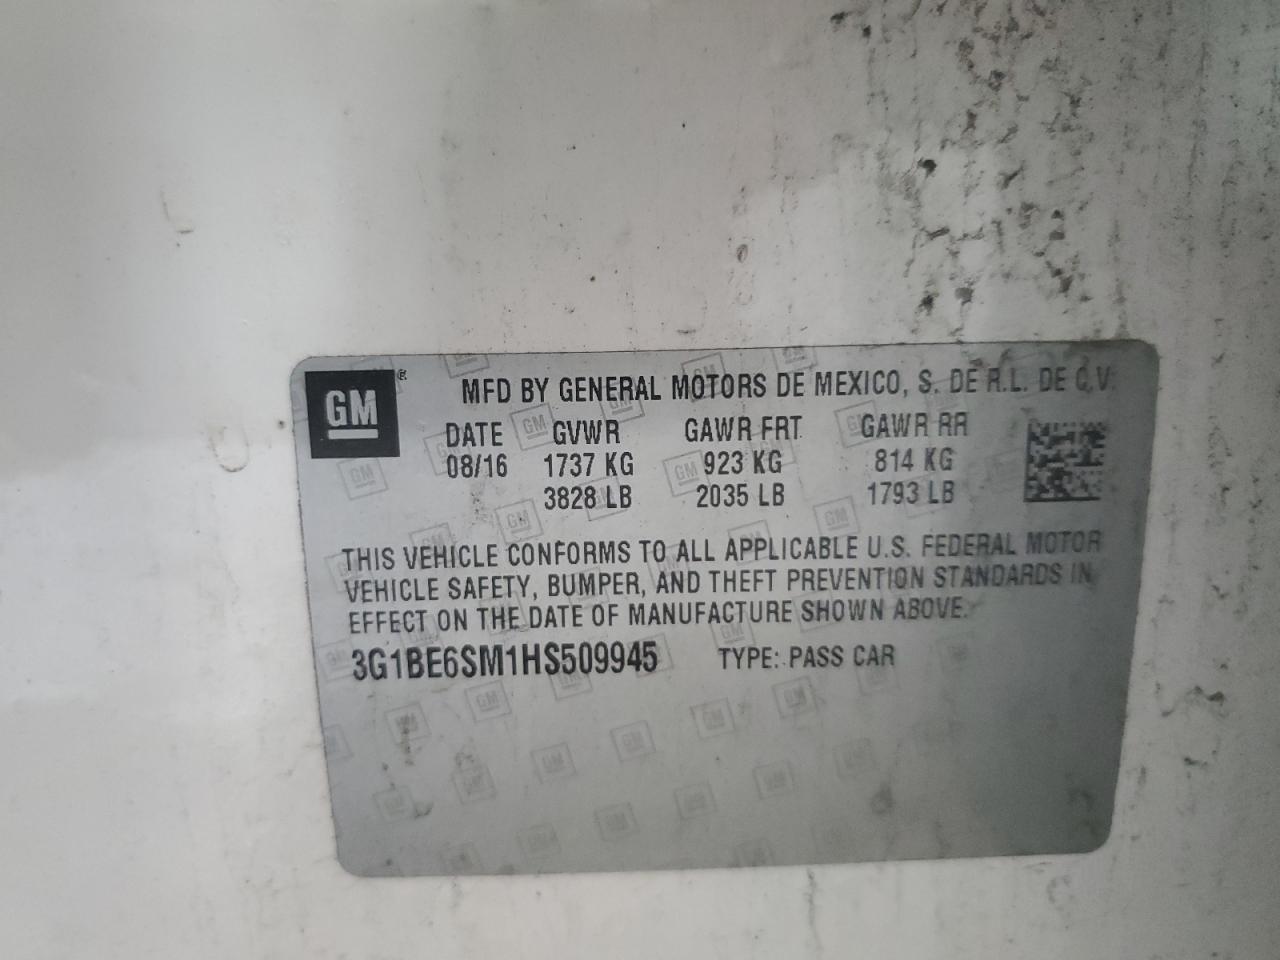 GM
MFD BY GENERAL MOTORS DE MEXICO, S. DE R.L. DE C.V.
DATE GVWR GAWR FRT GAWR RR
08/16 1737 KG 923 KG 814 KG
3828 LB 2035 LB 1793 LB
THIS VEHICLE CONFORMS TO ALL APPLICABLE U.S. FEDERAL MOTOR
VEHICLE SAFETY, BUMPER, AND THEFT PREVENTION STANDARDS IN
EFFECT ON THE DATE OF MANUFACTURE SHOWN ABOVE.
3G1BE6SM1HS509945 TYPE: PASS CAR